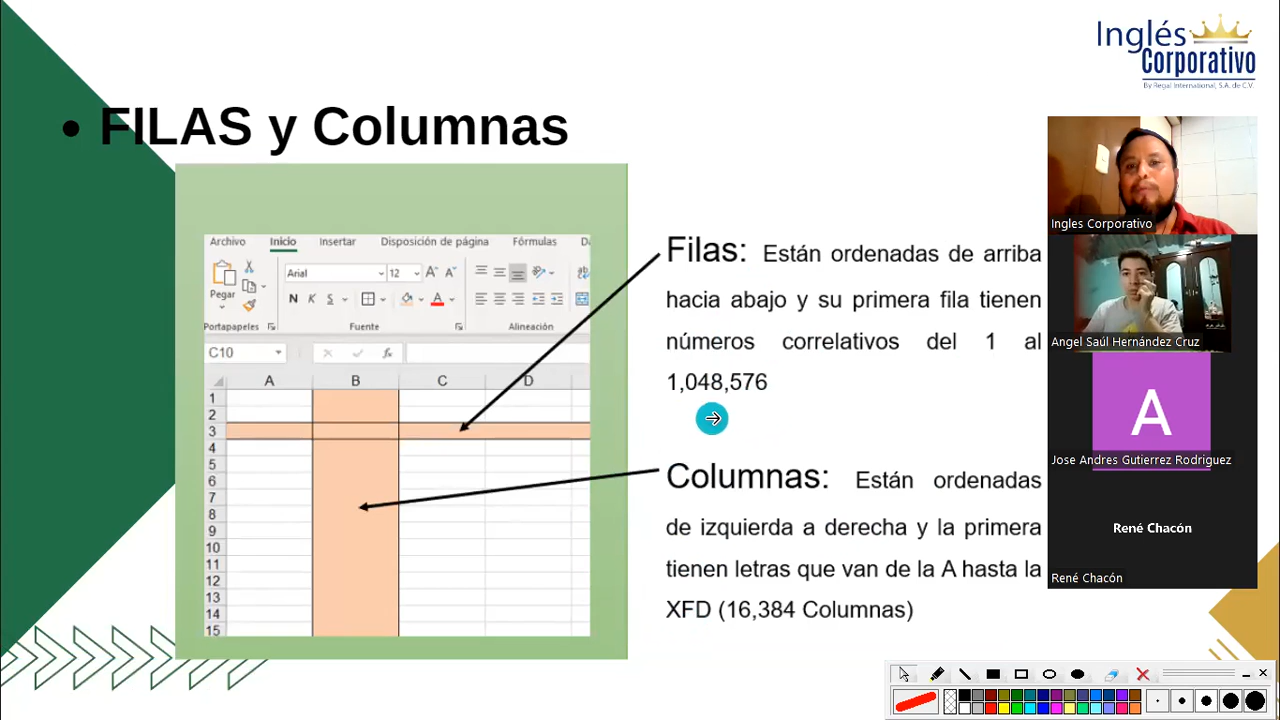 Inglés
Corporativo
By Regal International, S.A. de C.V.
• FILAS y Columnas
Archivo Inicio Insertar Disposición de página Fórmulas Da
Pegar
Arial 12 A A
N K S A
Portapapeles Fuente Alineación
C10 fx
A B C D
1
2
3
4
5
6
7
8
9
10
11
12
13
14
15
Filas: Están ordenadas de arriba
hacia abajo y su primera fila tienen
números correlativos del 1 al
1,048,576
Columnas: Están ordenadas
de izquierda a derecha y la primera
tienen letras que van de la A hasta la
XFD (16,384 Columnas)
Ingles Corporativo
Angel Saúl Hernández Cruz
A
Jose Andres Gutierrez Rodriguez
René Chacón
René Chacón